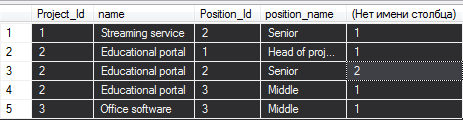 Project_Id name Position_Id position_name (Нет имени столбца)
1 1 Streaming service 2 Senior 1
2 2 Educational portal 1 Head of proj... 1
3 2 Educational portal 2 Senior 2
4 2 Educational portal 3 Middle 1
5 3 Office software 3 Middle 1